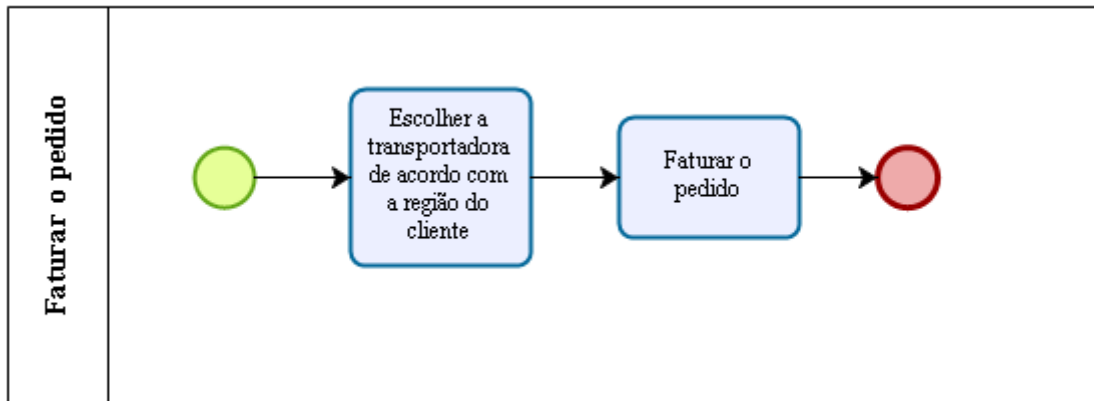 Faturar o pedido
Escolher a
transportadora
de acordo com
a região do
cliente
Faturar o
pedido